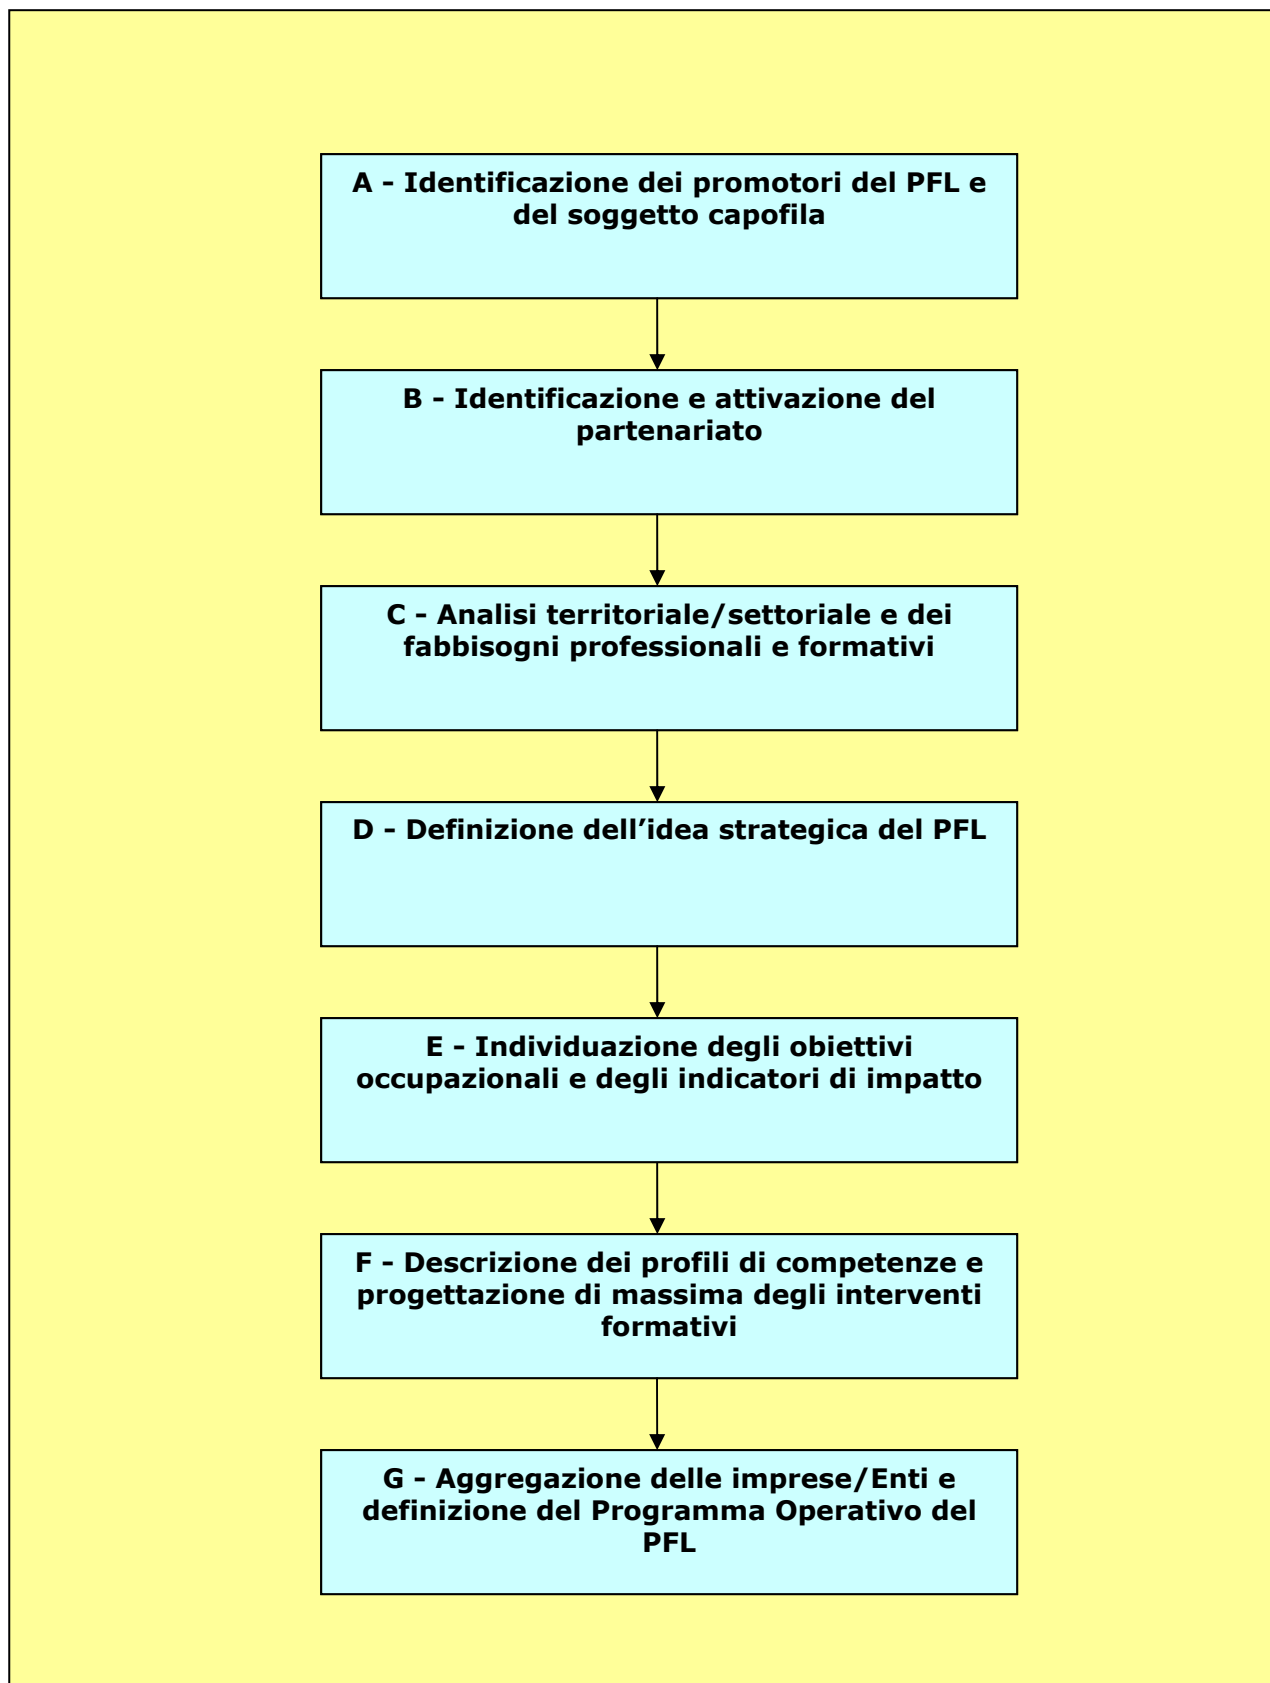 A - Identificazione dei promotori del PFL e
del soggetto capofila
B - Identificazione e attivazione del
partenariato
C - Analisi territoriale/settoriale e dei
fabbisogni professionali e formativi
D - Definizione dell’idea strategica del PFL
E - Individuazione degli obiettivi
occupazionali e degli indicatori di impatto
F - Descrizione dei profili di competenze e
progettazione di massima degli interventi
formativi
G - Aggregazione delle imprese/Enti e
definizione del Programma Operativo del
PFL